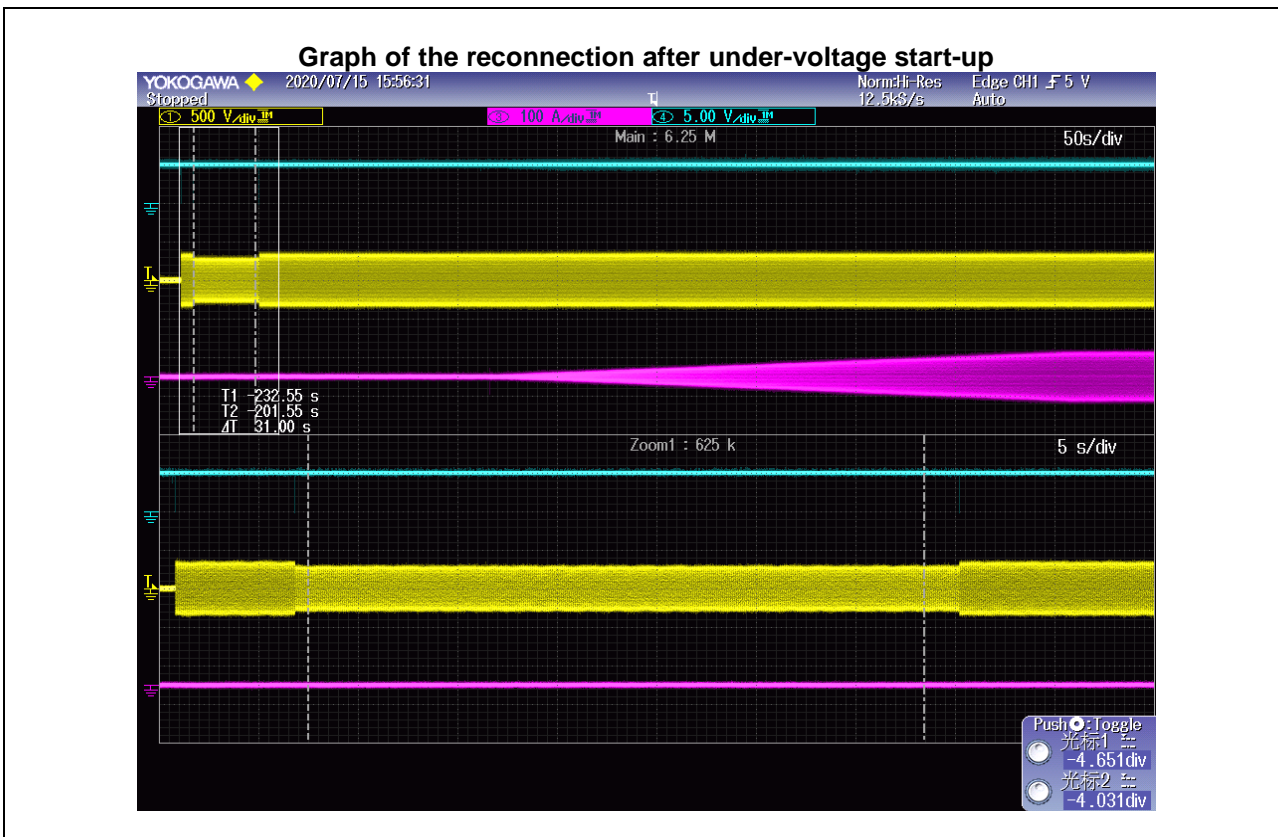 Graph of the reconnection after under-voltage start-up
YOKOGAWA 2020/07/15 15:56:31 Norm:Hi-Res Edge CH1 5 V
Stopped 12.5kS/s Auto
① 500 V/div ③ 100 A/div ④ 5.00 V/div
Main : 6.25 M 50s/div
T1 -232.55 s
T2 -201.55 s
ΔT 31.00 s
Zoom1 : 625 k 5 s/div
Push :Toggle
光标1
-4.651div
光标2
-4.031div